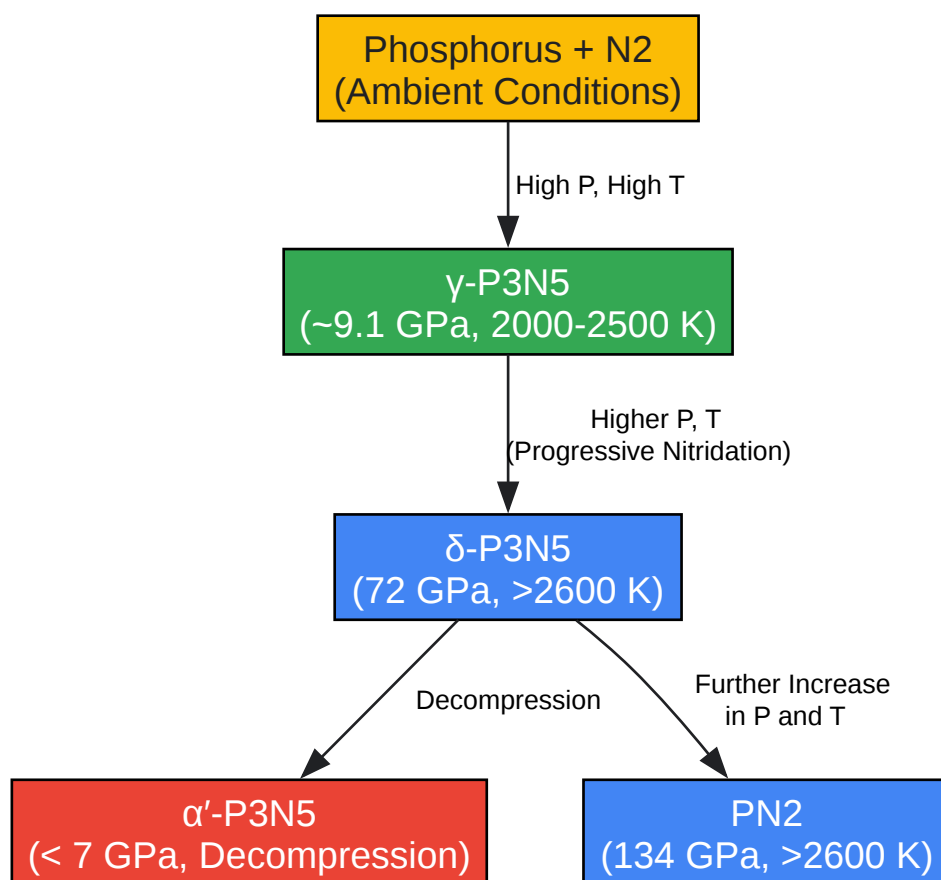 Phosphorus + N2
(Ambient Conditions)
High P, High T
γ-P3N5
(~9.1 GPa, 2000-2500 K)
Higher P, T
(Progressive Nitridation)
δ-P3N5
(72 GPa, >2600 K)
Decompression
Further Increase
in P and T
α′-P3N5
(< 7 GPa, Decompression)
PN2
(134 GPa, >2600 K)